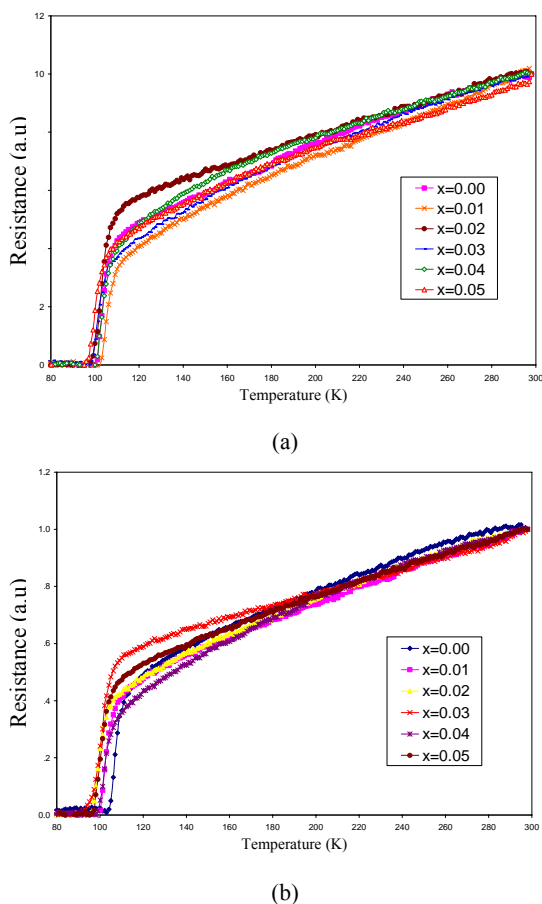 12
10
2
0
80 100 120 140 160 180 200 220 240 260 280 300
Resistance (a.u)
Temperature (K)
x=0.00
x=0.01
x=0.02
x=0.03
x=0.04
x=0.05
(a)
1.2
1.0
.8
.6
.4
.2
0.0
80 100 120 140 160 180 200 220 240 260 280 300
Resistance (a.u)
Temperature (K)
x=0.00
x=0.01
x=0.02
x=0.03
x=0.04
x=0.05
(b)